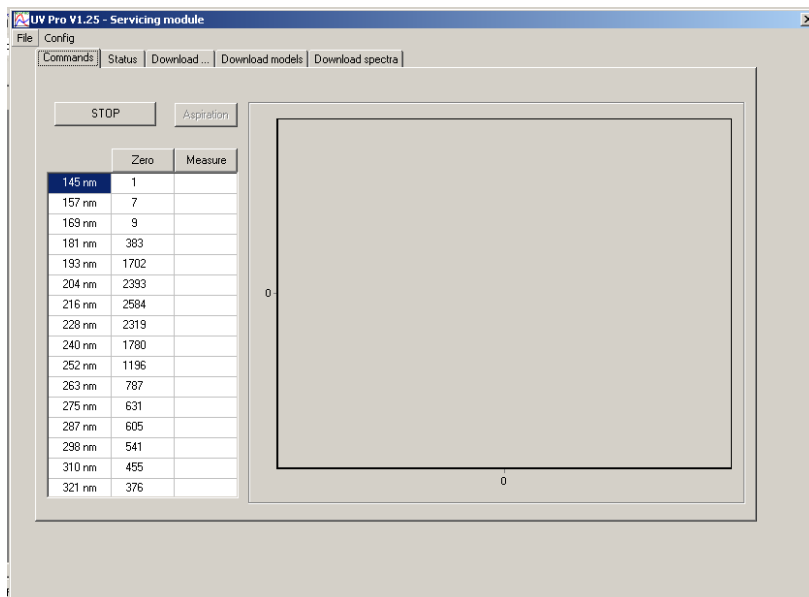 UV Pro V1.25 - Servicing module
File Config
Commands Status Download ... Download models Download spectra
STOP Aspiration
Zero Measure
145 nm 1
157 nm 7
169 nm 9
181 nm 383
193 nm 1702
204 nm 2393
216 nm 2584
228 nm 2319
240 nm 1780
252 nm 1196
263 nm 787
275 nm 631
287 nm 605
298 nm 541
310 nm 455
321 nm 376
0
0